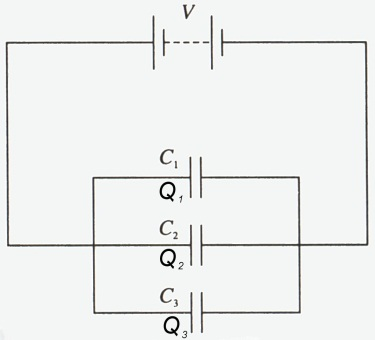 V
C₁
Q₁
C₂
Q₂
C₃
Q₃